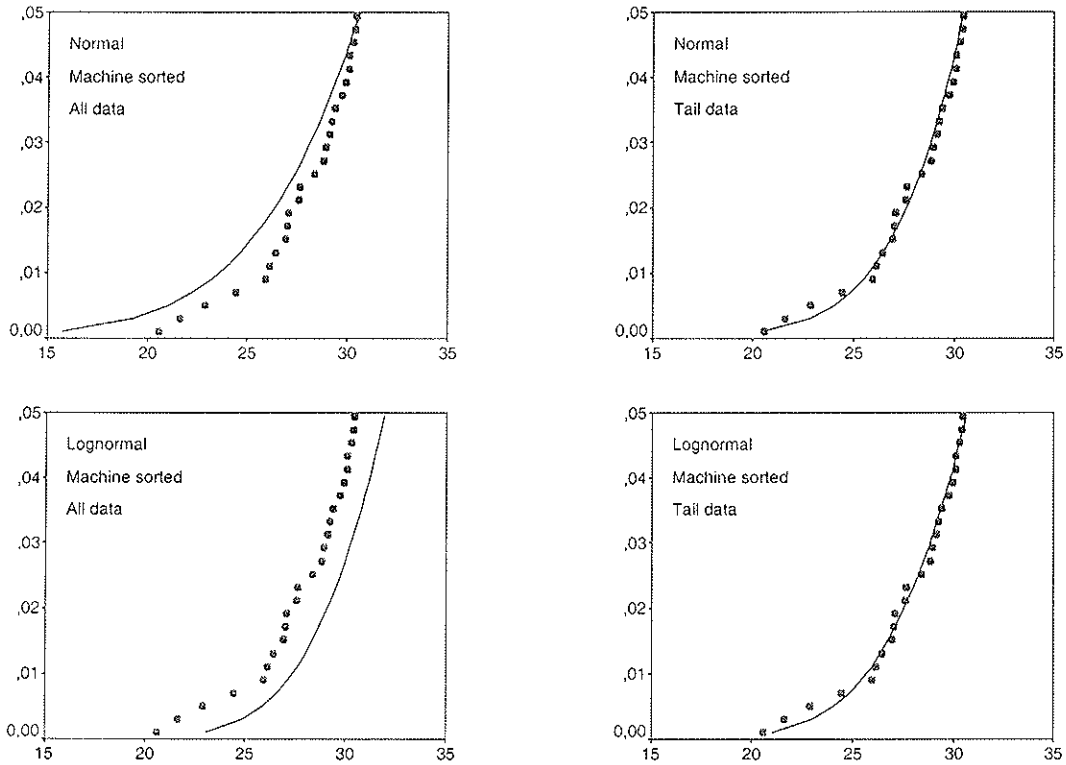 ,05
,04
,03
,02
,01
0,00
Normal
Machine sorted
All data
15 20 25 30 35
,05
,04
,03
,02
,01
0,00
Normal
Machine sorted
Tail data
15 20 25 30 35
,05
,04
,03
,02
,01
0,00
Lognormal
Machine sorted
All data
15 20 25 30 35
,05
,04
,03
,02
,01
0,00
Lognormal
Machine sorted
Tail data
15 20 25 30 35